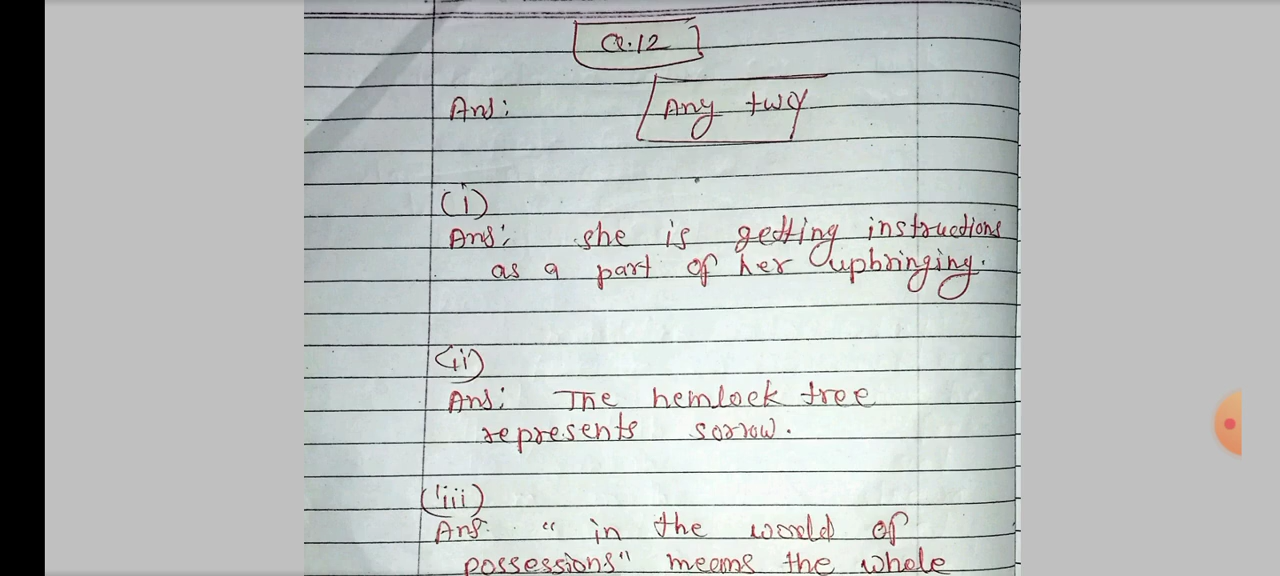 Q.12
Ans: Any two
(i)
Ans: she is getting instructions
as a part of her upbringing.
(ii)
Ans: The hemlock tree
represents sorrow.
(iii)
Ans. "in the world of
possessions" means the whole